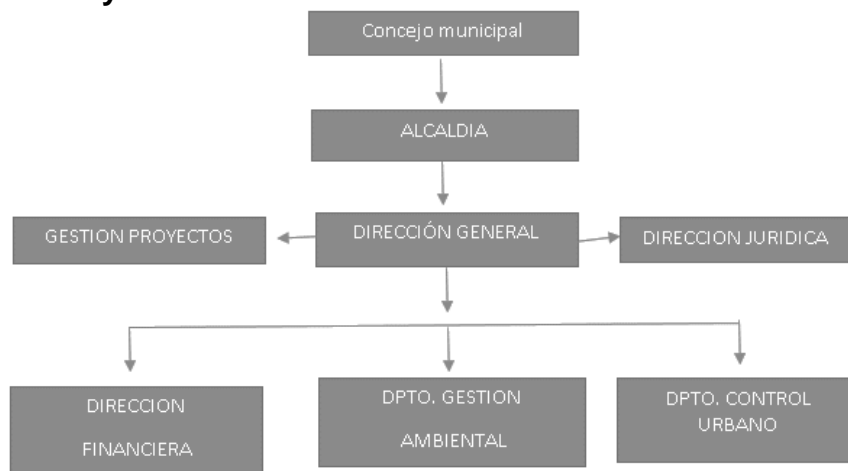 Concejo municipal
ALCALDIA
GESTION PROYECTOS
DIRECCIÓN GENERAL
DIRECCION JURIDICA
DIRECCION
FINANCIERA
DPTO. GESTION
AMBIENTAL
DPTO. CONTROL
URBANO